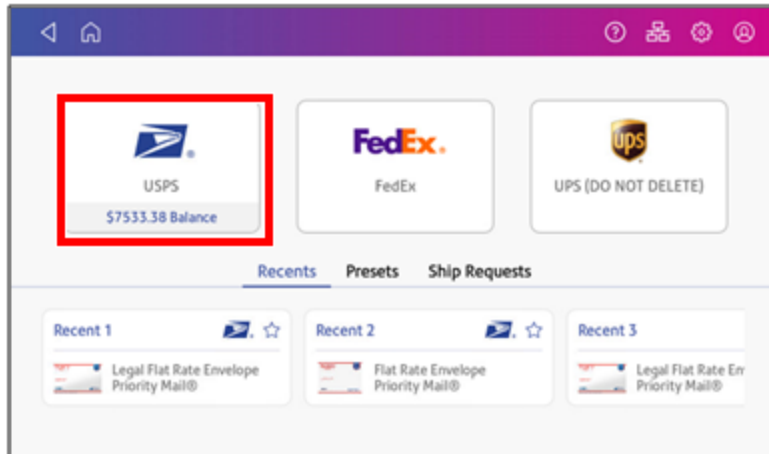 FedEx.
ups
USPS
FedEx
UPS (DO NOT DELETE)
$7533.38 Balance
Recents Presets Ship Requests
Recent 1
Recent 2
Recent 3
Legal Flat Rate Envelope
Priority Mail®
Flat Rate Envelope
Priority Mail®
Legal Flat Rate En
Priority Mail®